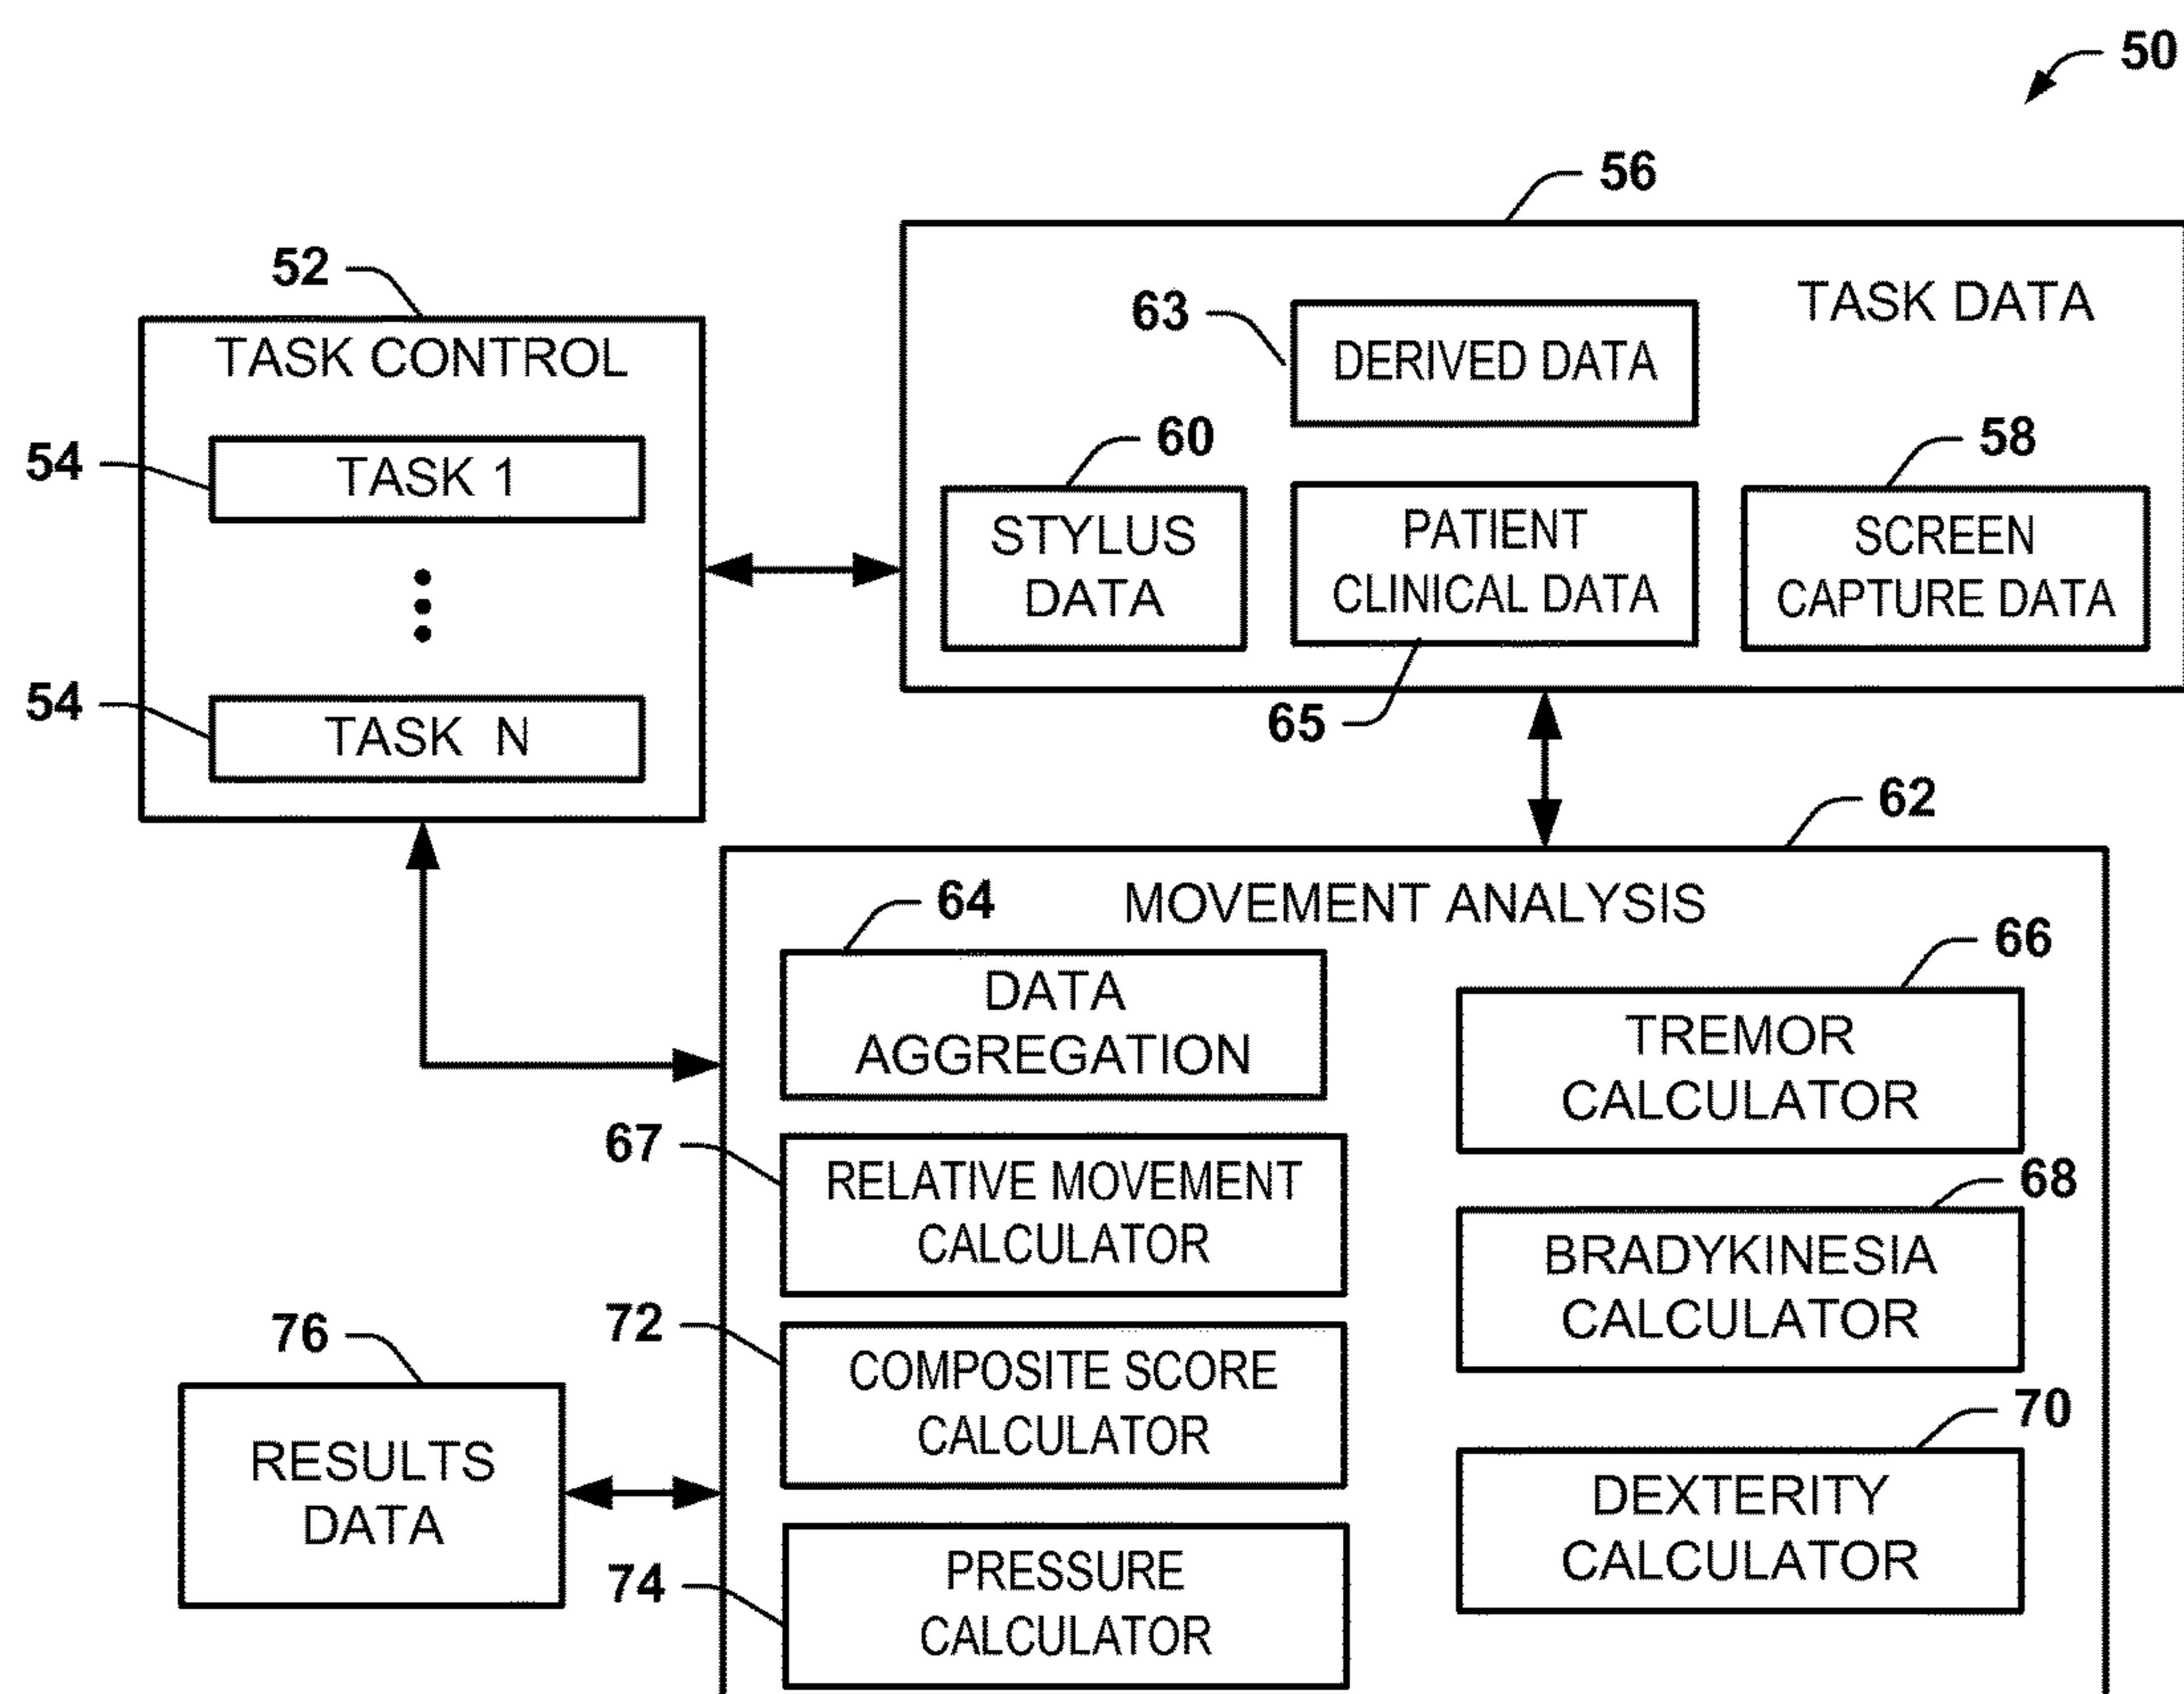 50
56
52
TASK CONTROL
54
TASK 1
54
TASK N
TASK DATA
63
DERIVED DATA
60
STYLUS
DATA
PATIENT
CLINICAL DATA
65
58
SCREEN
CAPTURE DATA
62
MOVEMENT ANALYSIS
64
DATA
AGGREGATION
66
TREMOR
CALCULATOR
67
RELATIVE MOVEMENT
CALCULATOR
68
BRADYKINESIA
CALCULATOR
72
COMPOSITE SCORE
CALCULATOR
70
DEXTERITY
CALCULATOR
74
PRESSURE
CALCULATOR
76
RESULTS
DATA